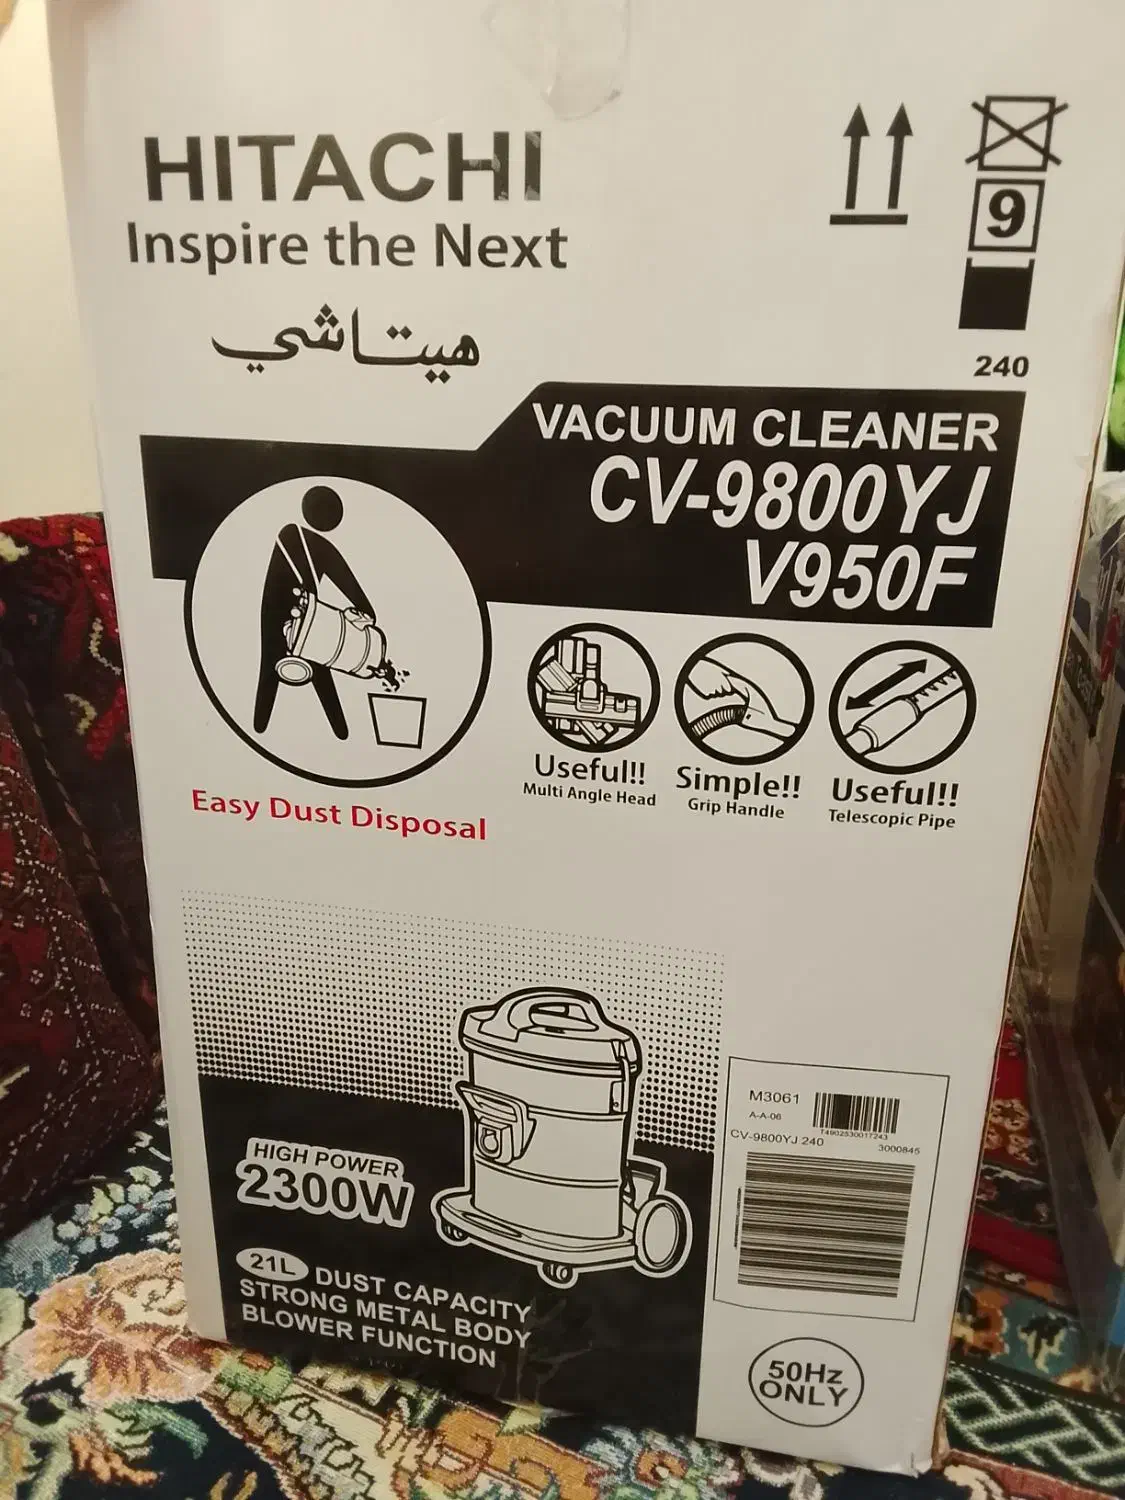 HITACHI
Inspire the Next
هيتاشي
9
240
VACUUM CLEANER
CV-9800YJ
V950F
Easy Dust Disposal
Useful!!
Multi Angle Head
Simple!!
Grip Handle
Useful!!
Telescopic Pipe
HIGH POWER
2300W
21L DUST CAPACITY
STRONG METAL BODY
BLOWER FUNCTION
M3061
A-A-06
T4902530017243
CV-9800YJ 240
3000845
50Hz
ONLY